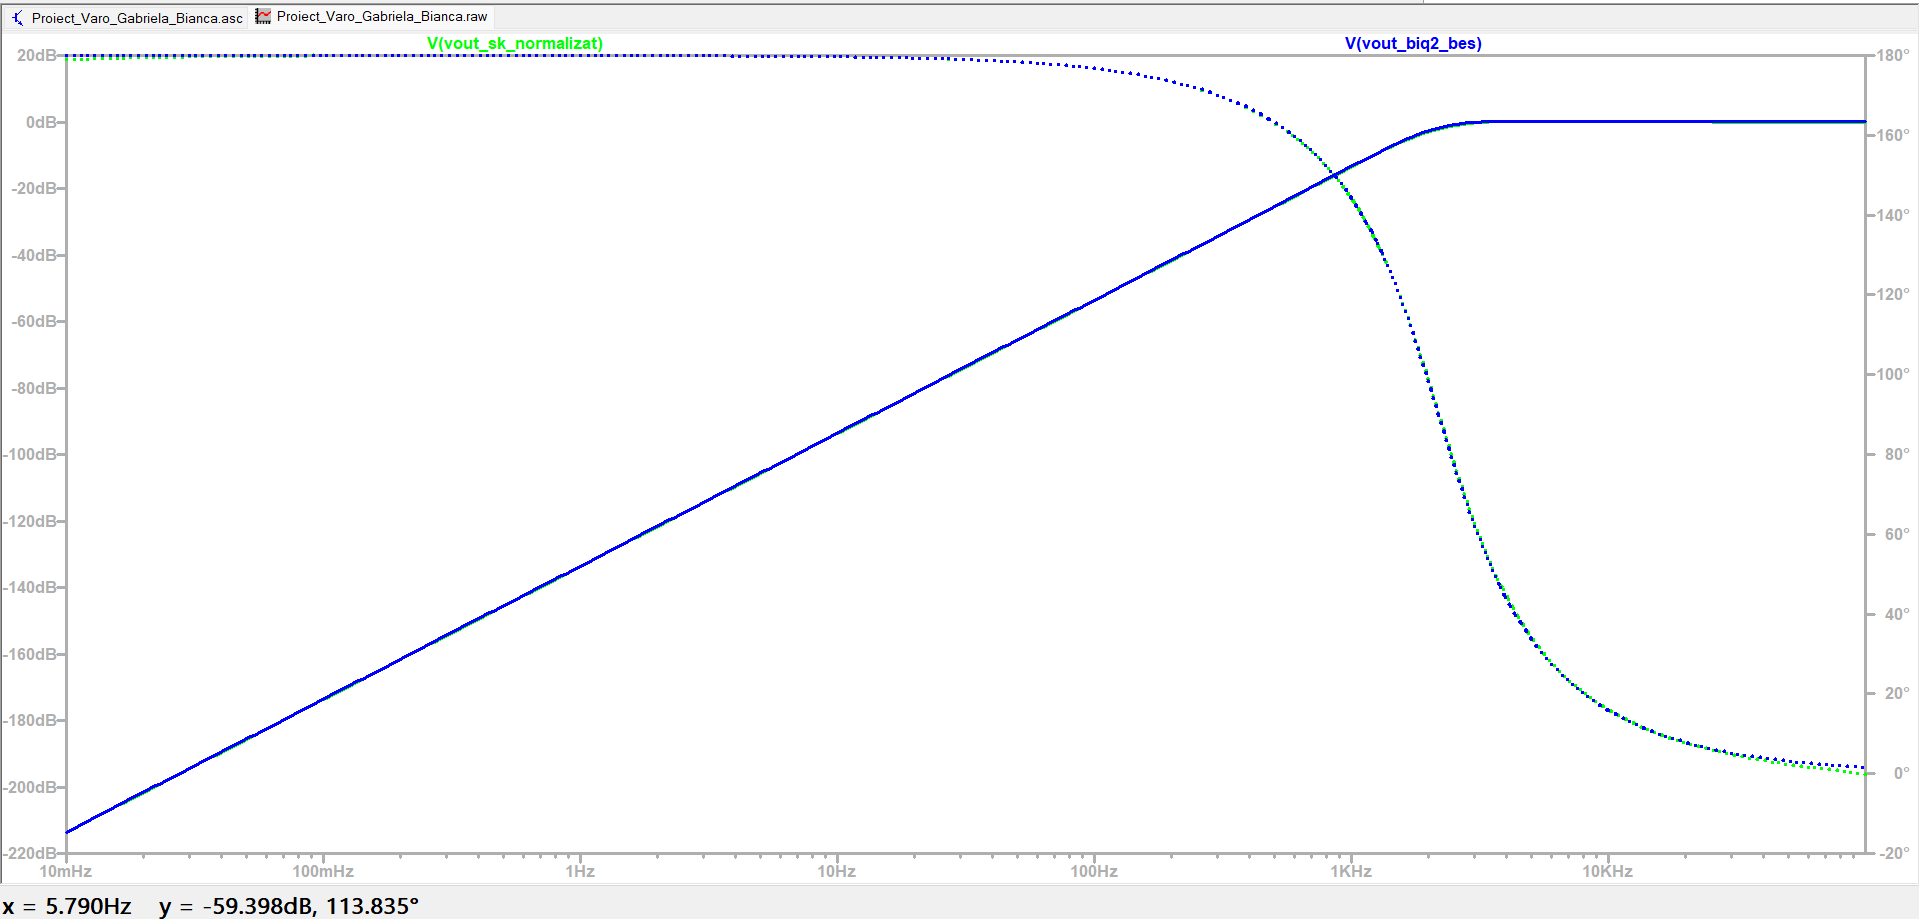 Proiect_Varo_Gabriela_Bianca.asc Proiect_Varo_Gabriela_Bianca.raw
V(vout_sk_normalizat) V(vout_biq2_bes)
20dB 180°
0dB 160°
-20dB 140°
-40dB 120°
-60dB 100°
-80dB 80°
-100dB 60°
-120dB 40°
-140dB 20°
-160dB 0°
-180dB -20°
-200dB
-220dB
10mHz 100mHz 1Hz 10Hz 100Hz 1KHz 10KHz
x = 5.790Hz y = -59.398dB, 113.835°